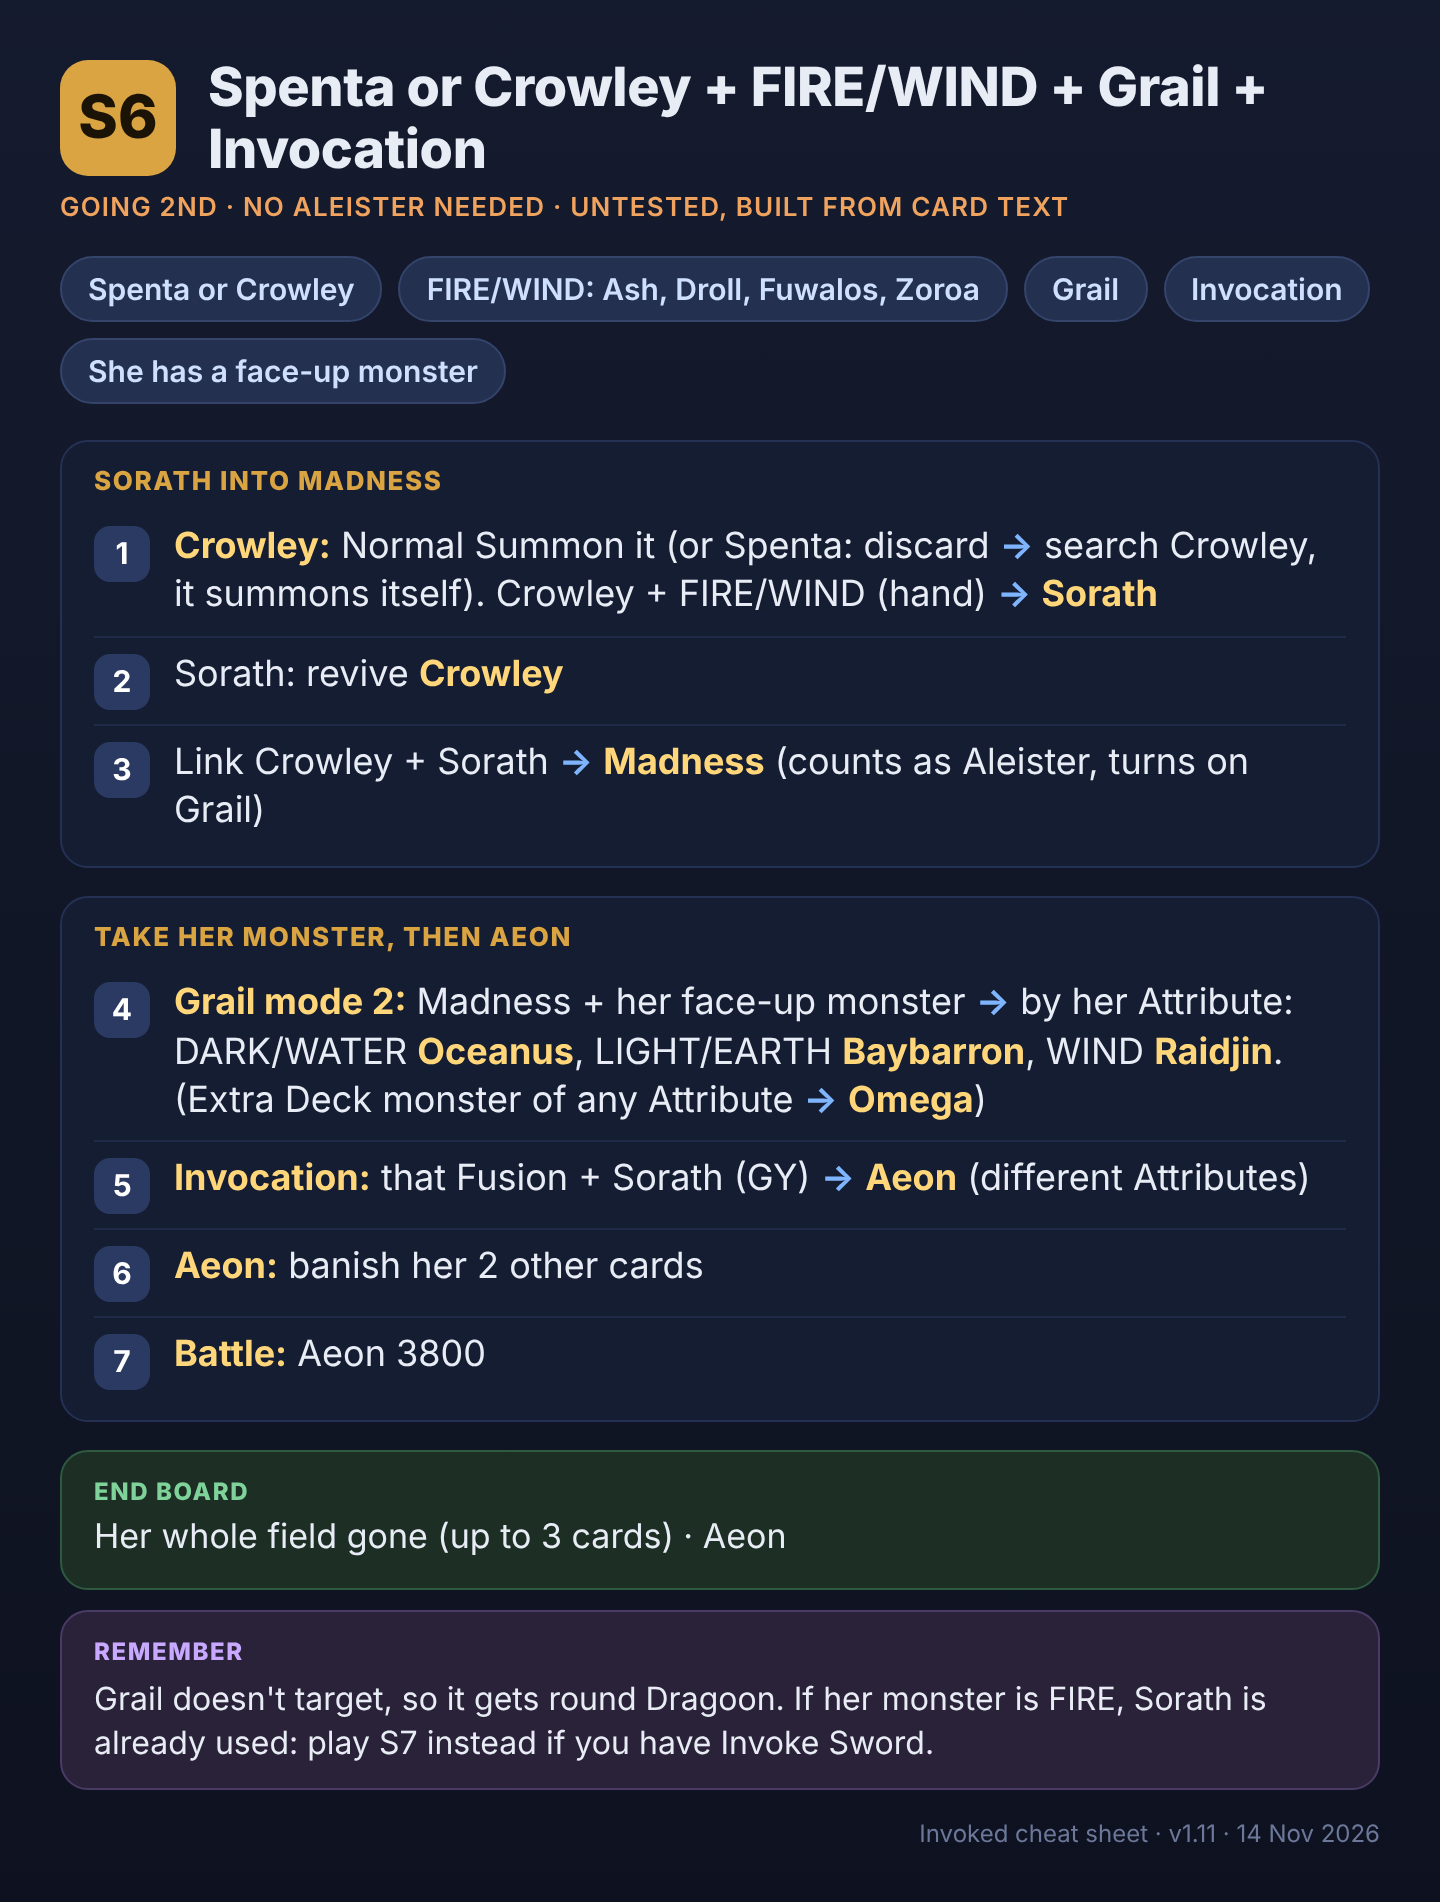 S6
Spenta or Crowley + FIRE/WIND + Grail +
Invocation
GOING 2ND · NO ALEISTER NEEDED · UNTESTED, BUILT FROM CARD TEXT
Spenta or Crowley
FIRE/WIND: Ash, Droll, Fuwalos, Zoroa
Grail
Invocation
She has a face-up monster
SORATH INTO MADNESS
1
Crowley: Normal Summon it (or Spenta: discard → search Crowley,
it summons itself). Crowley + FIRE/WIND (hand) → Sorath
2
Sorath: revive Crowley
3
Link Crowley + Sorath → Madness (counts as Aleister, turns on
Grail)
TAKE HER MONSTER, THEN AEON
4
Grail mode 2: Madness + her face-up monster → by her Attribute:
DARK/WATER Oceanus, LIGHT/EARTH Baybarron, WIND Raidjin.
(Extra Deck monster of any Attribute → Omega)
5
Invocation: that Fusion + Sorath (GY) → Aeon (different Attributes)
6
Aeon: banish her 2 other cards
7
Battle: Aeon 3800
END BOARD
Her whole field gone (up to 3 cards) · Aeon
REMEMBER
Grail doesn't target, so it gets round Dragoon. If her monster is FIRE, Sorath is
already used: play S7 instead if you have Invoke Sword.
Invoked cheat sheet · v1.11 · 14 Nov 2026